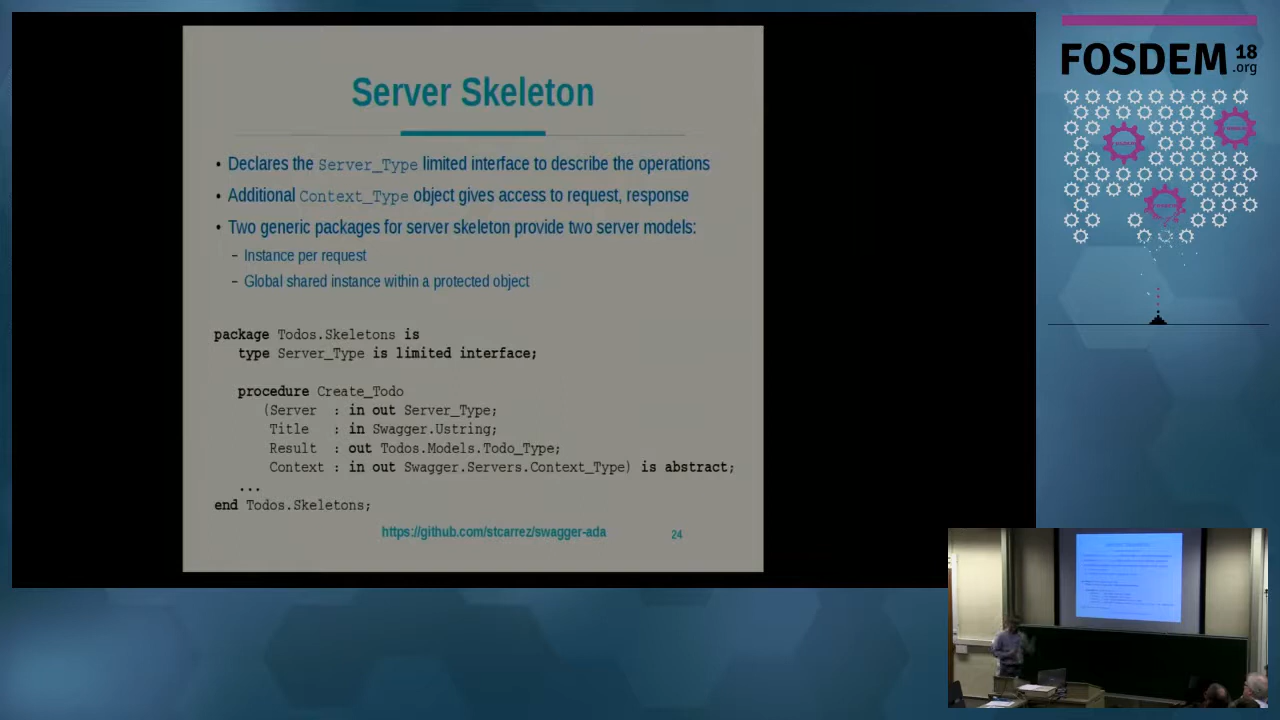 Server Skeleton
• Declares the Server_Type limited interface to describe the operations
• Additional Context_Type object gives access to request, response
• Two generic packages for server skeleton provide two server models:
– Instance per request
– Global shared instance within a protected object
package Todos.Skeletons is
type Server_Type is limited interface;
procedure Create_Todo
(Server : in out Server_Type;
Title : in Swagger.Ustring;
Result : out Todos.Models.Todo_Type;
Context : in out Swagger.Servers.Context_Type) is abstract;
...
end Todos.Skeletons;
https://github.com/stcarrez/swagger-ada
24
FOSDEM 18
.org